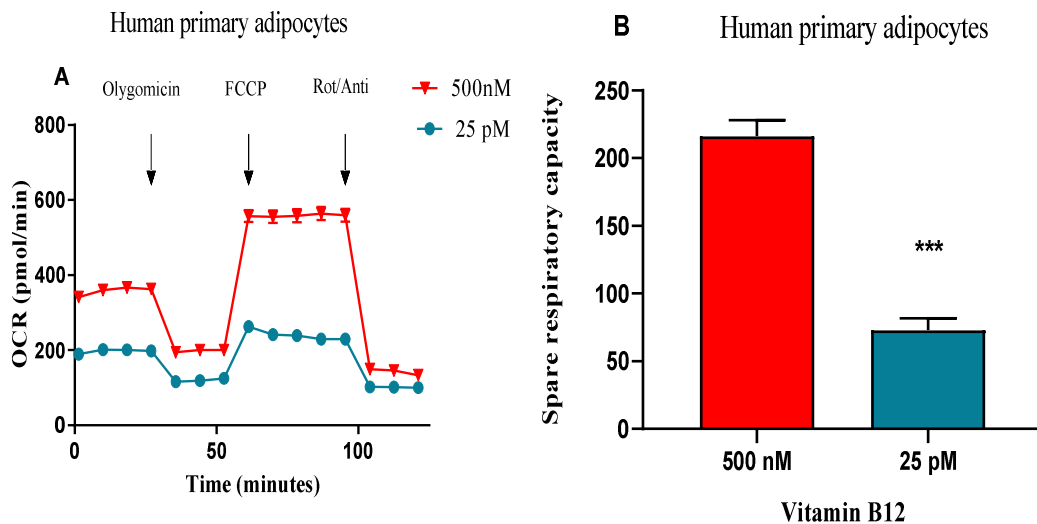 Human primary adipocytes
A
Olygomicin
FCCP
Rot/Anti
500nM
25 pM
800
600
400
200
0
OCR (pmol/min)
0
50
100
Time (minutes)
B
Human primary adipocytes
250
200
150
100
50
0
Spare respiratory capacity
***
500 nM
25 pM
Vitamin B12